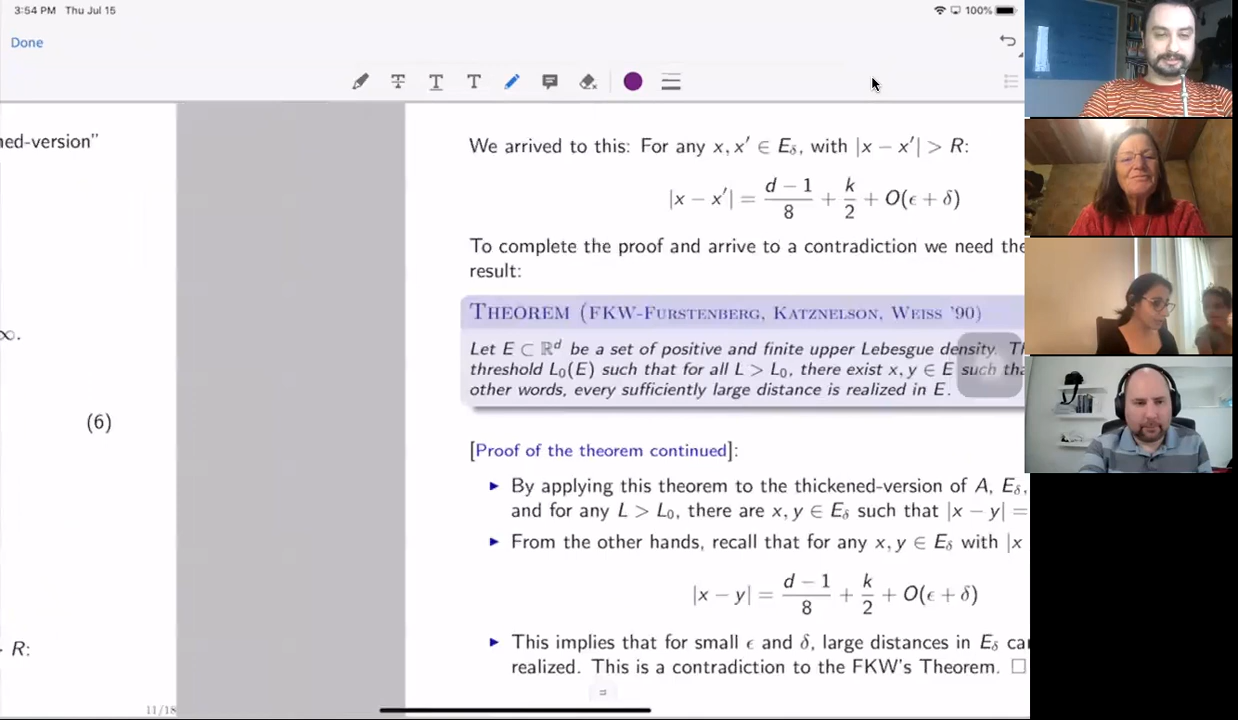 3:54 PM Thu Jul 15
100%
Done
T T T
ned-version"
∞.
(6)
R:
11/18
We arrived to this: For any x, x′ ∈ E_δ, with |x − x′| > R:
|x − x′| = (d − 1)/8 + k/2 + O(ϵ + δ)
To complete the proof and arrive to a contradiction we need the
result:
THEOREM (FKW-FURSTENBERG, KATZNELSON, WEISS '90)
Let E ⊂ ℝ^d be a set of positive and finite upper Lebesgue density.
threshold L₀(E) such that for all L > L₀, there exist x, y ∈ E such
other words, every sufficiently large distance is realized in E.
[Proof of the theorem continued]:
▶ By applying this theorem to the thickened-version of A, E_δ,
and for any L > L₀, there are x, y ∈ E_δ such that |x − y| =
▶ From the other hands, recall that for any x, y ∈ E_δ with |x
|x − y| = (d − 1)/8 + k/2 + O(ϵ + δ)
▶ This implies that for small ϵ and δ, large distances in E_δ
realized. This is a contradiction to the FKW's Theorem. □